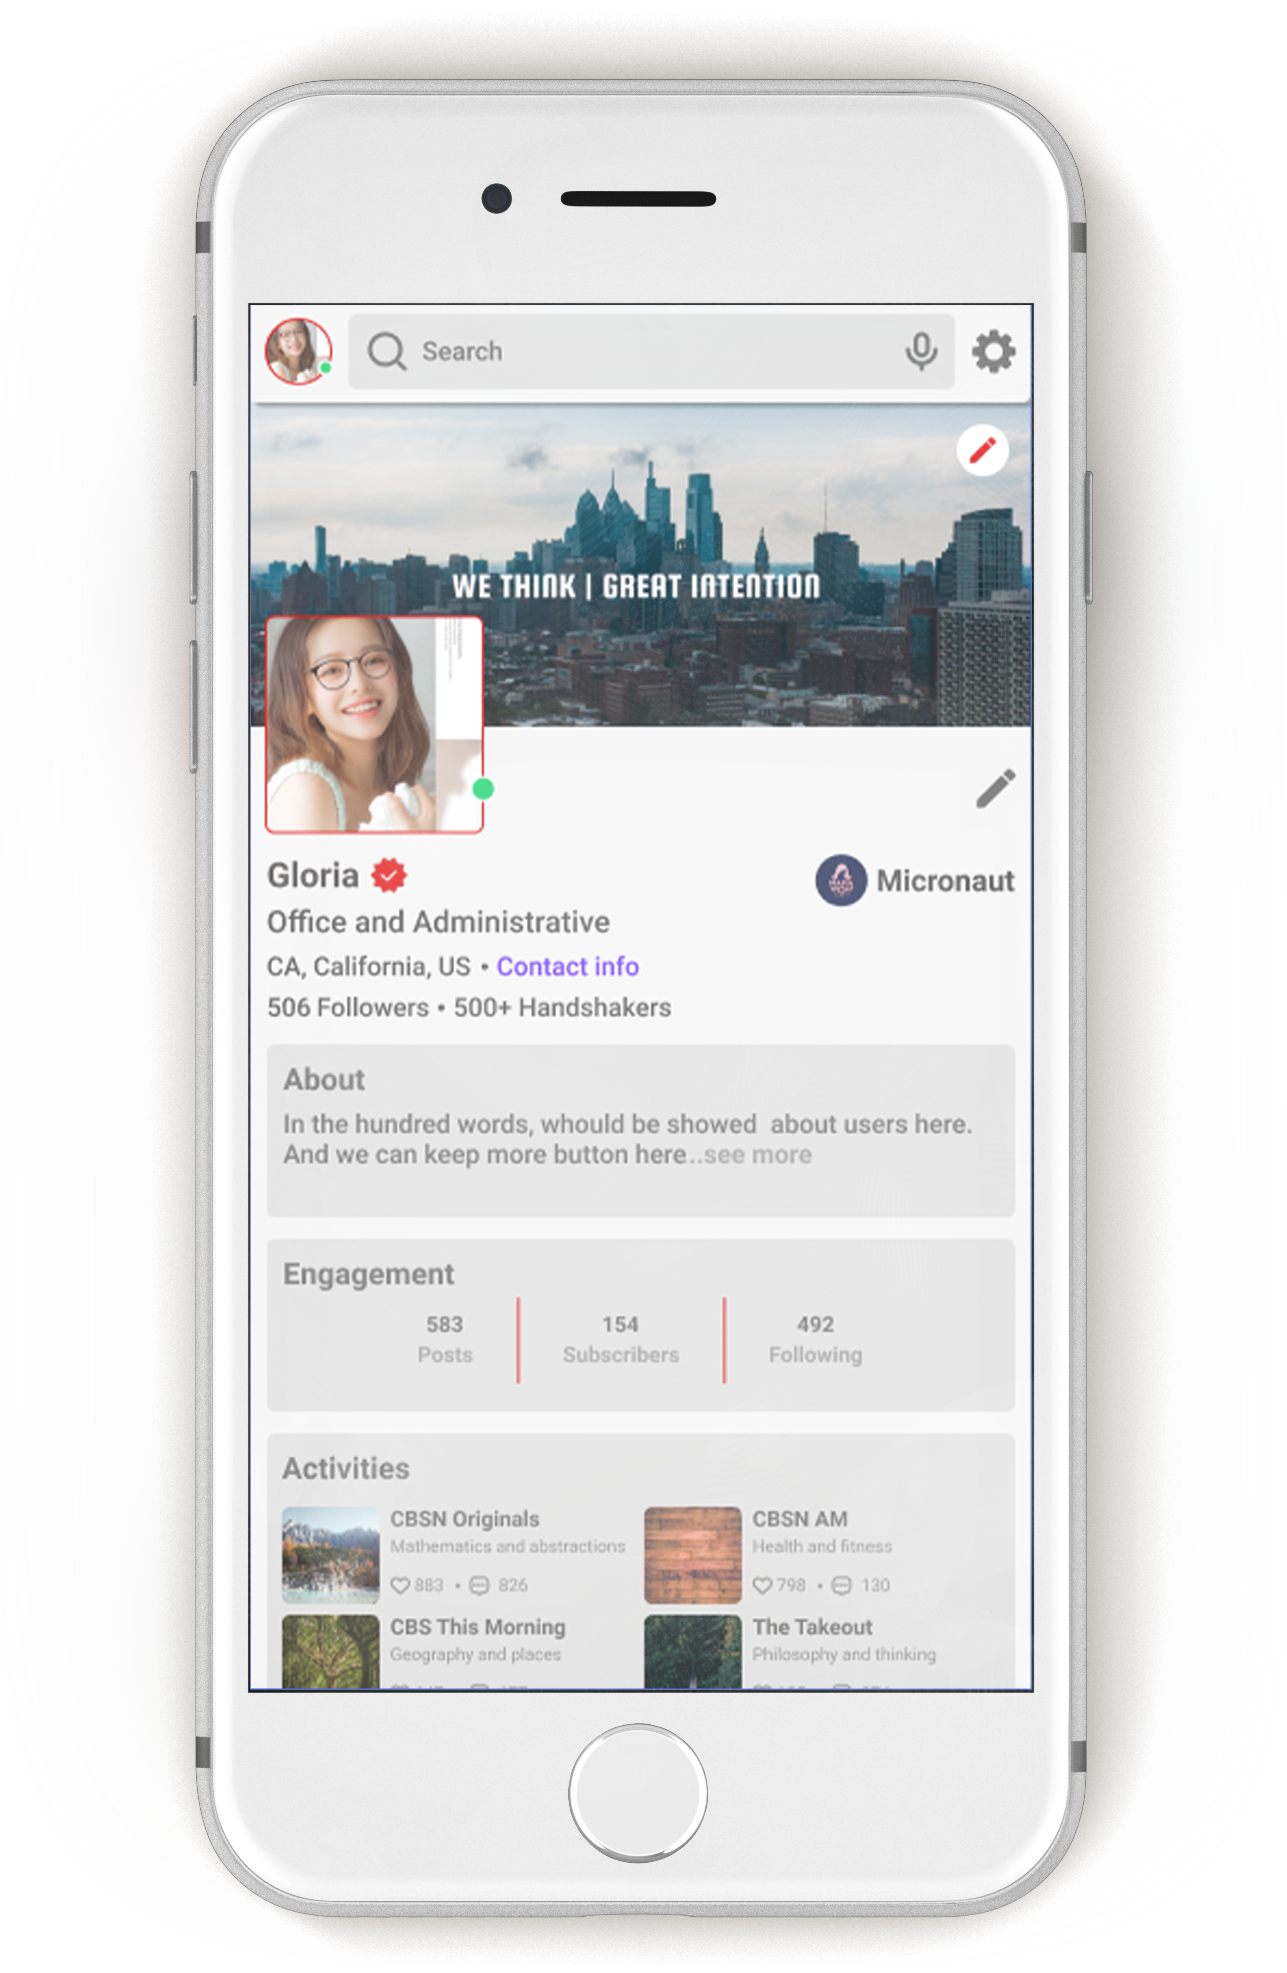 Search
WE THINK | GREAT INTENTION
Gloria
Micronaut
Office and Administrative
CA, California, US • Contact info
506 Followers • 500+ Handshakers
About
In the hundred words, whould be showed about users here.
And we can keep more button here..see more
Engagement
583
154
492
Posts
Subscribers
Following
Activities
CBSN Originals
Mathematics and abstractions
883 • 826
CBSN AM
Health and fitness
798 • 130
CBS This Morning
Geography and places
The Takeout
Philosophy and thinking